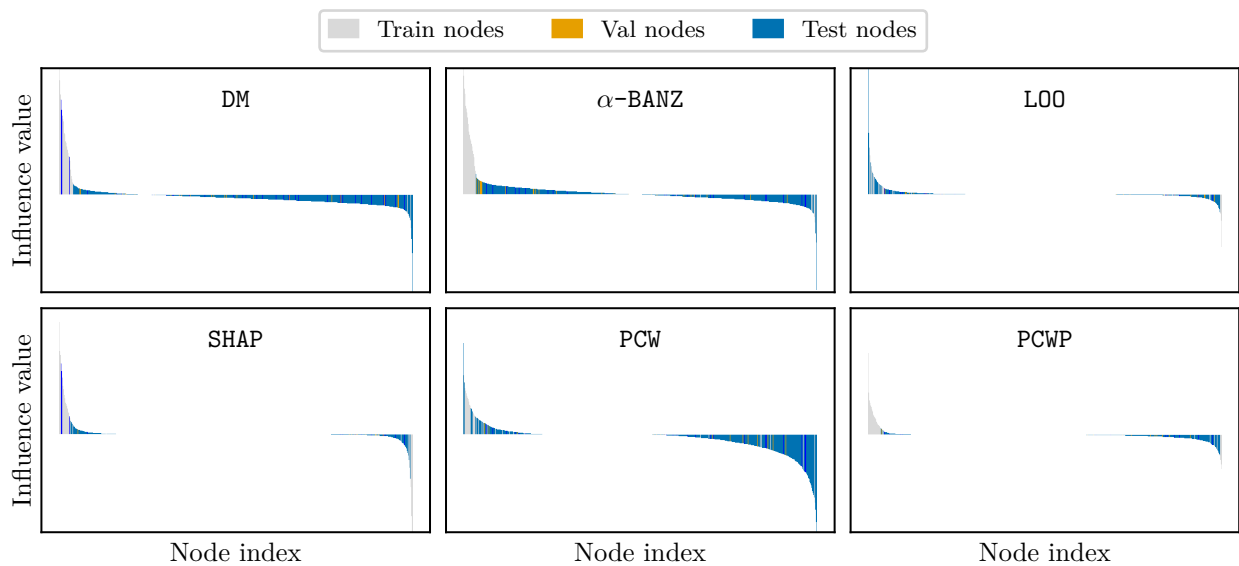 Train nodes Val nodes Test nodes
Influence value
DM
α-BANZ
LOO
Influence value
SHAP
PCW
PCWP
Node index
Node index
Node index